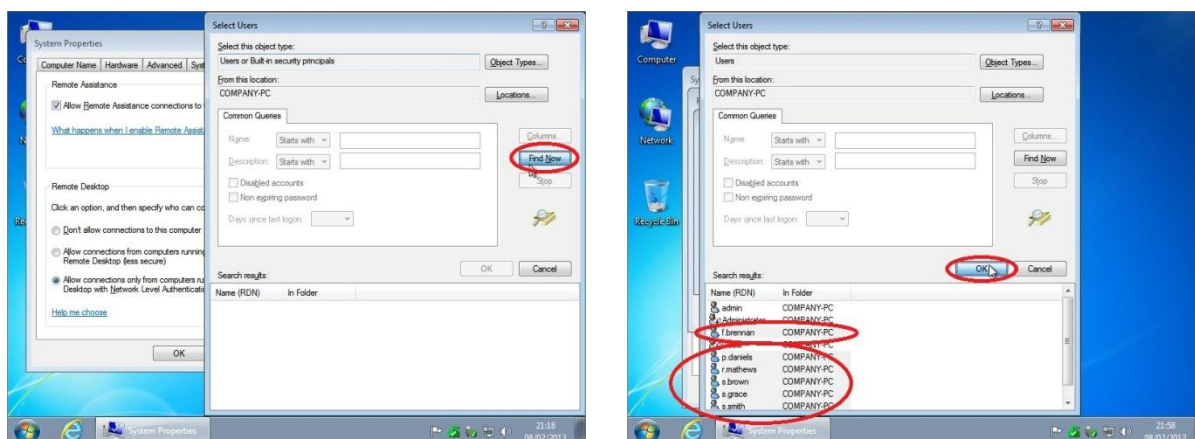 Select Users
System Properties
Select this object type:
Users or Built-in security principals
Object Types...
Computer Name Hardware Advanced
From this location:
COMPANY-PC
Locations...
Remote Assistance
Allow Remote Assistance connections to
Common Queries
What happens when I enable Remote
Name: Starts with
Columns...
Description: Starts with
Find Now
Disabled accounts
Stop
Non expiring password
Remote Desktop
Click an option, and then specify who can
Days since last logon:
Don't allow connections to this computer
Allow connections from computers running
Remote Desktop (less secure)
OK Cancel
Search results:
Allow connections only from computers
Desktop with Network Level
Name (RDN) In Folder
Help me choose
OK
System Properties
21:18
08/02/2013
Select Users
Computer
Select this object type:
Users
Object Types...
From this location:
COMPANY-PC
Locations...
Common Queries
Network
Name: Starts with
Columns...
Description: Starts with
Find Now
Disabled accounts
Stop
Non expiring password
Recycle Bin
Days since last logon:
OK Cancel
Search results:
Name (RDN) In Folder
admin COMPANY-PC
Administrator COMPANY-PC
f.brennan COMPANY-PC
COMPANY-PC
p.daniels COMPANY-PC
r.mathews COMPANY-PC
s.brown COMPANY-PC
s.grace COMPANY-PC
s.smith COMPANY-PC
System Properties
21:58
08/02/2013